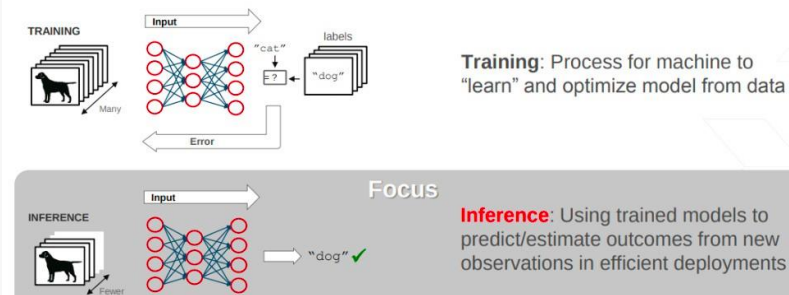 TRAINING
Input
Many
"cat"
=?
labels
"dog"
Error
Training: Process for machine to
“learn” and optimize model from data
Focus
INFERENCE
Input
Fewer
"dog"✓
Inference: Using trained models to
predict/estimate outcomes from new
observations in efficient deployments